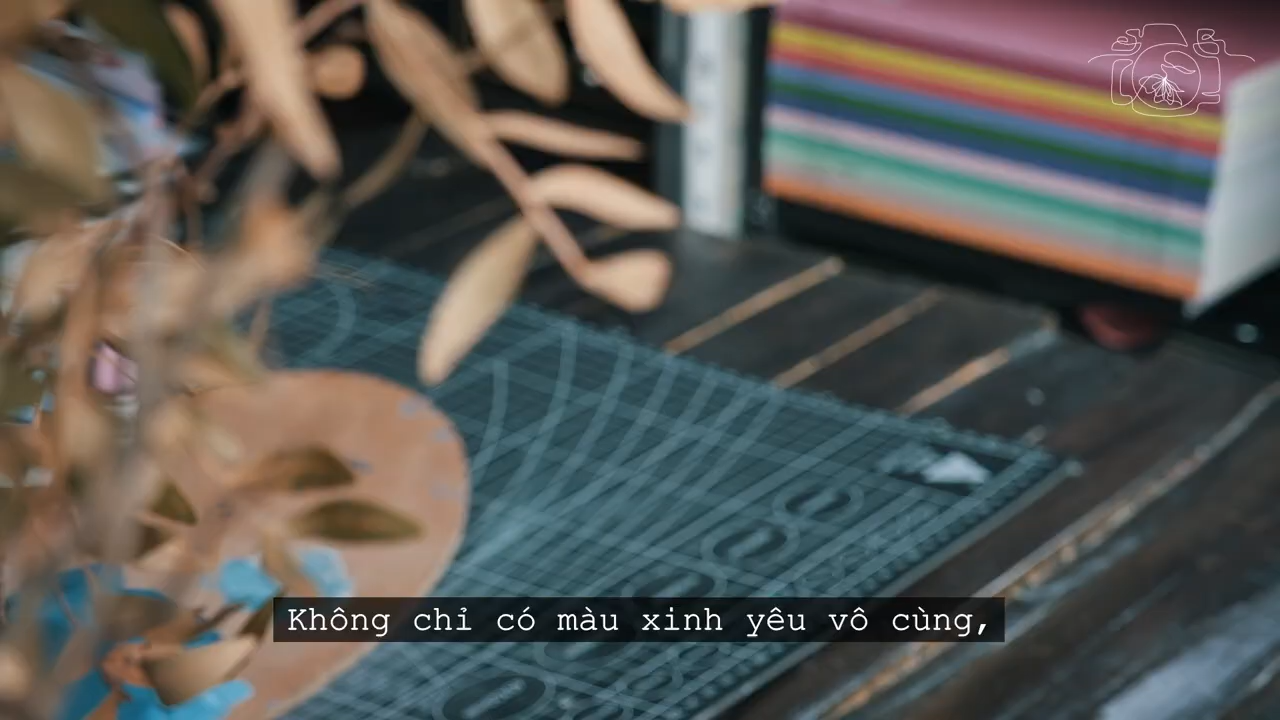 Không chỉ có màu xinh yêu vô cùng,